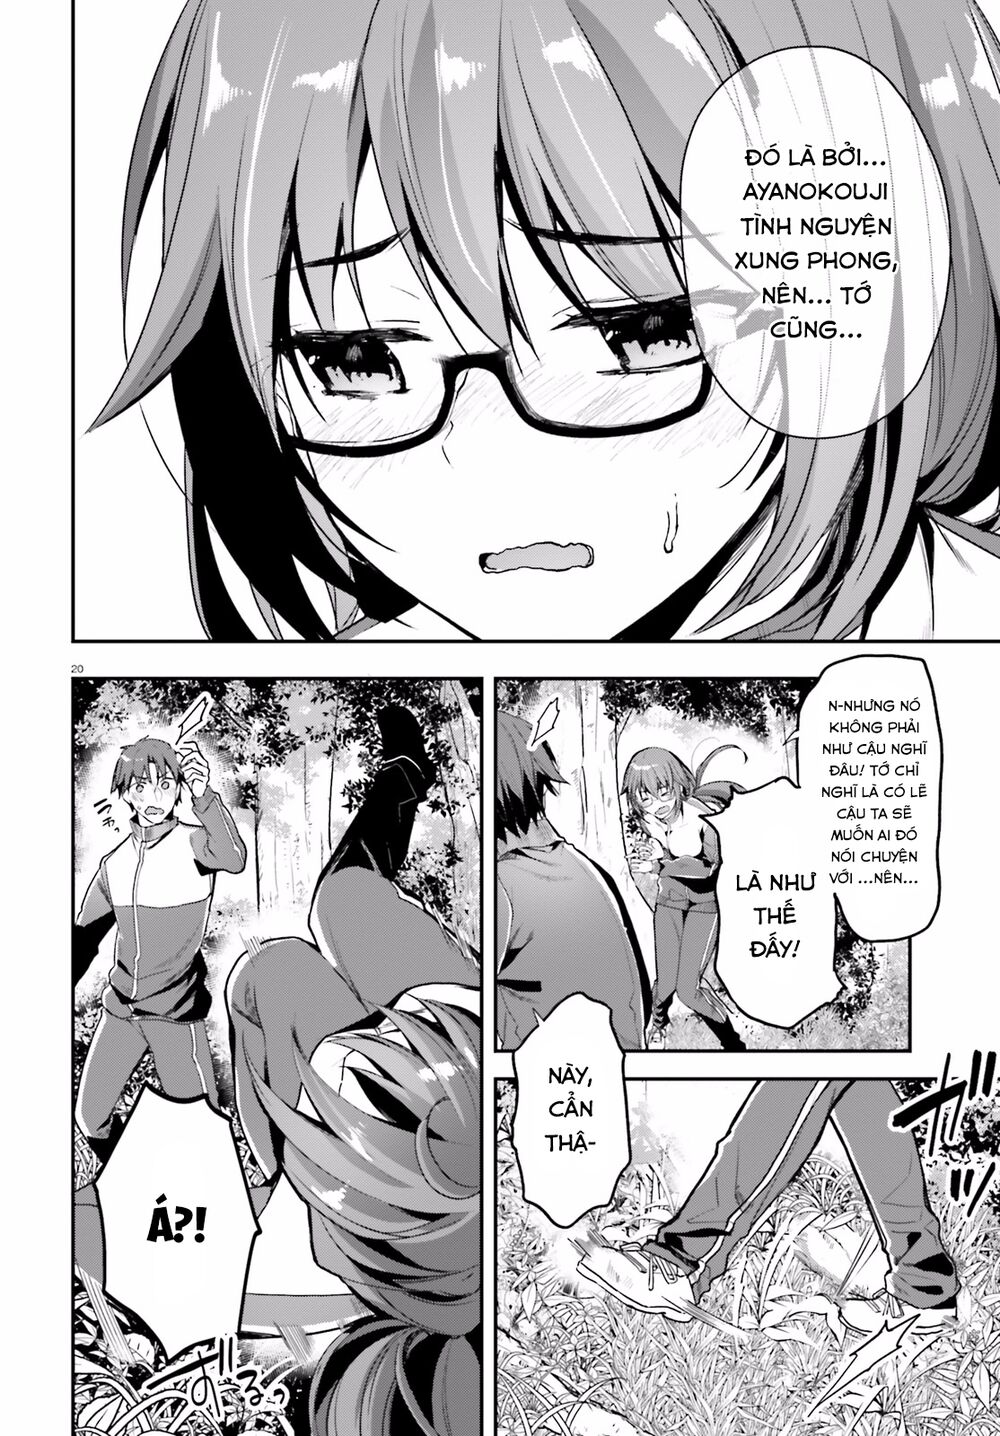 ĐÓ LÀ BỞI...
AYANOKOUJI
TÌNH NGUYỆN
XUNG PHONG,
NÊN... TỚ
CŨNG...
20
N-NHƯNG NÓ
KHÔNG PHẢI
NHƯ CẬU NGHĨ
ĐÂU! TỚ CHỈ
NGHĨ LÀ CÓ LẼ
CẬU TA SẼ
MUỐN AI ĐÓ
NÓI CHUYỆN
VỚI ...NÊN...
LÀ NHƯ
THẾ
ĐẤY!
NÀY,
CẨN
THẬ-
Á?!